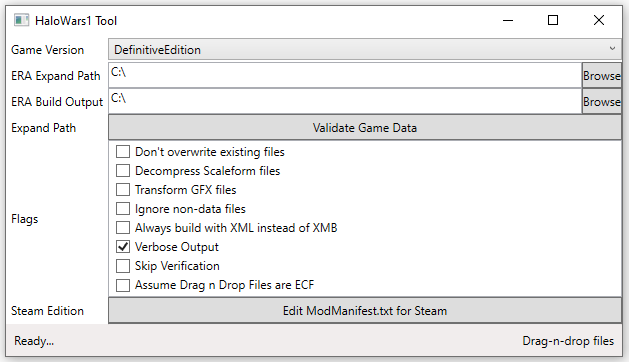 HaloWars1 Tool
Game Version DefinitiveEdition
ERA Expand Path C:\ Browse
ERA Build Output C:\ Browse
Expand Path Validate Game Data
Don't overwrite existing files
Decompress Scaleform files
Transform GFX files
Ignore non-data files
Flags
Always build with XML instead of XMB
Verbose Output
Skip Verification
Assume Drag n Drop Files are ECF
Steam Edition Edit ModManifest.txt for Steam
Ready... Drag-n-drop files